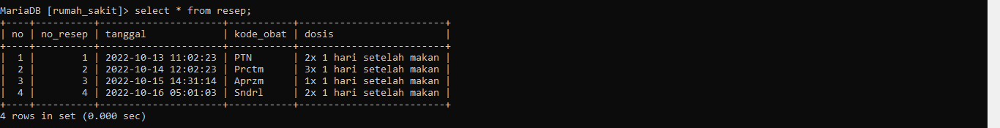 MariaDB [rumah_sakit]> select * from resep;
+----+----------+---------------------+-----------+-------------------------+
| no | no_resep | tanggal             | kode_obat | dosis                   |
+----+----------+---------------------+-----------+-------------------------+
|  1 |        1 | 2022-10-13 11:02:23 | PTN       | 2x 1 hari setelah makan |
|  2 |        2 | 2022-10-14 12:02:23 | Prctm     | 3x 1 hari setelah makan |
|  3 |        3 | 2022-10-15 14:31:14 | Aprzm     | 1x 1 hari setelah makan |
|  4 |        4 | 2022-10-16 05:01:03 | Sndrl     | 2x 1 hari setelah makan |
+----+----------+---------------------+-----------+-------------------------+
4 rows in set (0.000 sec)